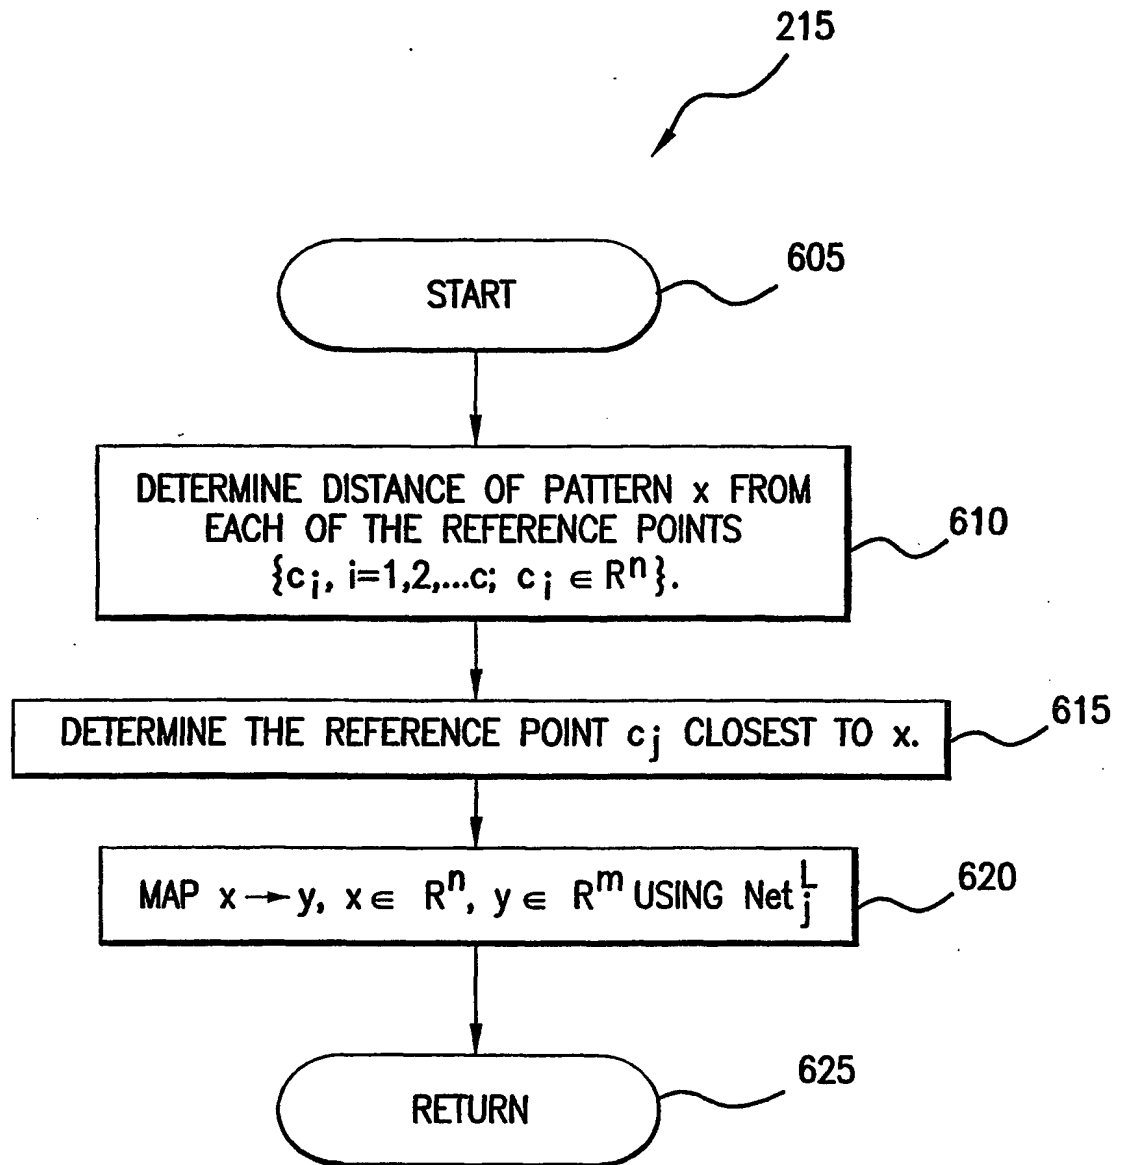 215
START
605
DETERMINE DISTANCE OF PATTERN x FROM
EACH OF THE REFERENCE POINTS
{c_i, i=1,2,...c; c_i ∈ R^n}.
610
DETERMINE THE REFERENCE POINT c_j CLOSEST TO x.
615
MAP x→y, x∈ R^n, y∈ R^m USING Net_j^L
620
RETURN
625